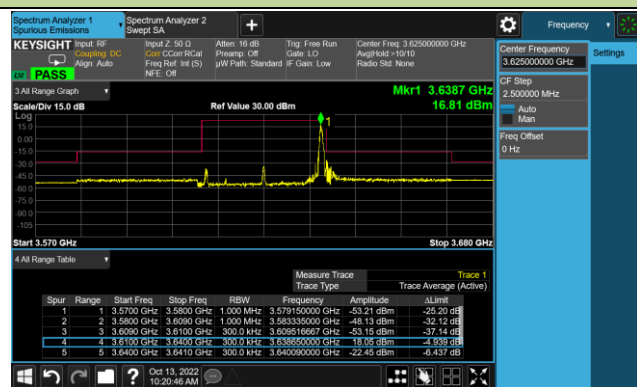 Spectrum Analyzer 1
Spurious Emissions
Spectrum Analyzer 2
Swept SA
+
Frequency
KEYSIGHT
Input: RF
Coupling: DC
Align: Auto
Input Z: 50 Ω
Corr CCorr RCal
Freq Ref: Int (S)
NFE: Off
Atten: 16 dB
Preamp: Off
µW Path: Standard
Trig: Free Run
Gate: LO
IF Gain: Low
Center Freq: 3.625000000 GHz
Avg|Hold:>10/10
Radio Std: None
LXI
PASS
Center Frequency
3.625000000 GHz
Settings
CF Step
2.500000 MHz
Auto
Man
Freq Offset
0 Hz
3 All Range Graph
Mkr1 3.6387 GHz
Scale/Div 15.0 dB
Ref Value 30.00 dBm
16.81 dBm
Log
15.0
0.00
-15.0
-30.0
-45.0
-60.0
-75.0
-90.0
-105
1
Start 3.570 GHz
Stop 3.680 GHz
4 All Range Table
Measure Trace Trace 1
Trace Type Trace Average (Active)
Spur Range Start Freq Stop Freq RBW Frequency Amplitude ΔLimit
1 1 3.5700 GHz 3.5800 GHz 1.000 MHz 3.579150000 GHz -53.21 dBm -25.20 dB
2 2 3.5800 GHz 3.6090 GHz 1.000 MHz 3.583335000 GHz -48.13 dBm -32.12 dB
3 3 3.6090 GHz 3.6100 GHz 300.0 kHz 3.609516667 GHz -53.15 dBm -37.14 dB
4 4 3.6100 GHz 3.6400 GHz 300.0 kHz 3.638650000 GHz 18.05 dBm -4.939 dB
5 5 3.6400 GHz 3.6410 GHz 300.0 kHz 3.640090000 GHz -22.45 dBm -6.437 dB
?
Oct 13, 2022
10:20:46 AM